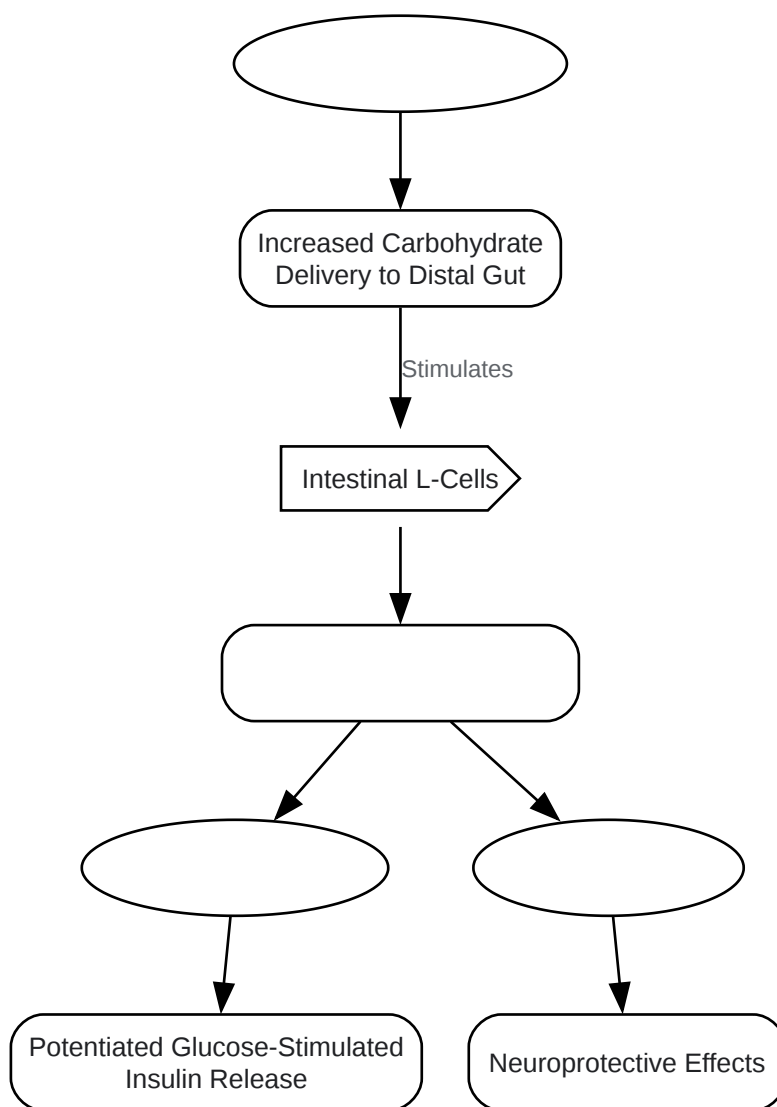 Increased Carbohydrate
Delivery to Distal Gut
Stimulates
Intestinal L-Cells
Potentiated Glucose-Stimulated
Insulin Release
Neuroprotective Effects